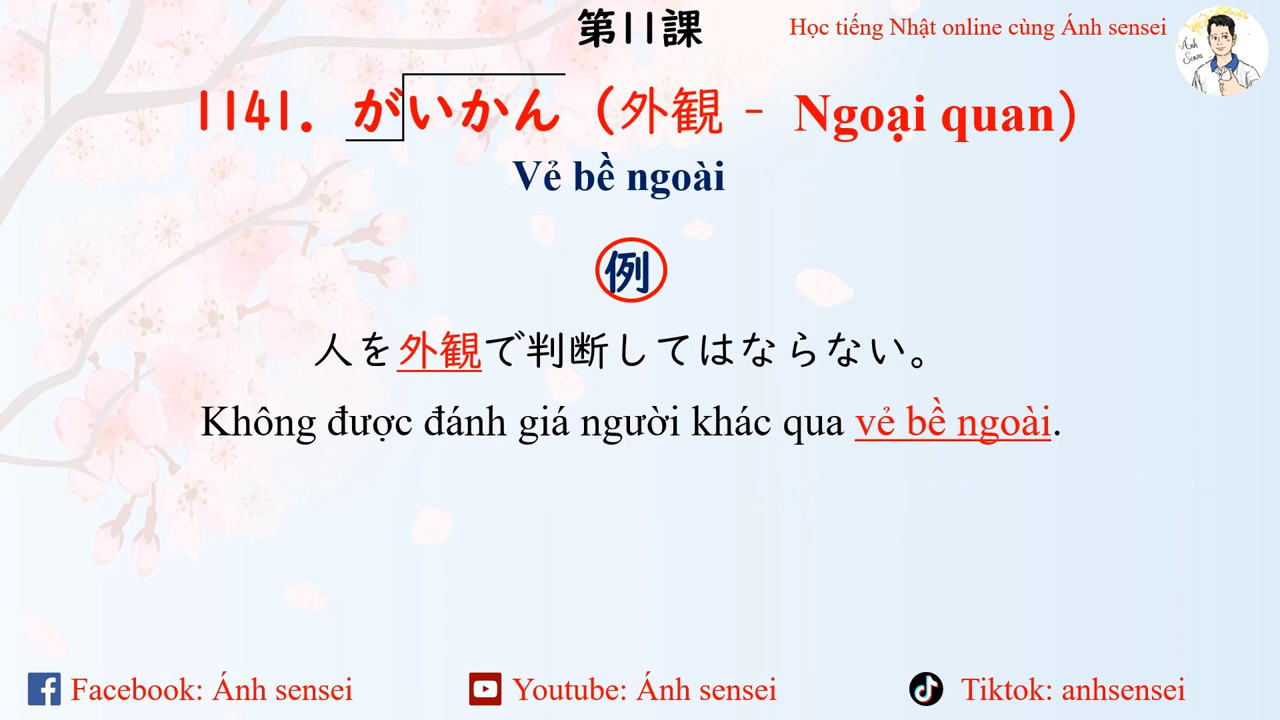 第11課
Học tiếng Nhật online cùng Ánh sensei
Ánh Sensei
1141. がいかん（外観 - Ngoại quan）
Vẻ bề ngoài
例
人を外観で判断してはならない。
Không được đánh giá người khác qua vẻ bề ngoài.
Facebook: Ánh sensei
Youtube: Ánh sensei
Tiktok: anhsensei